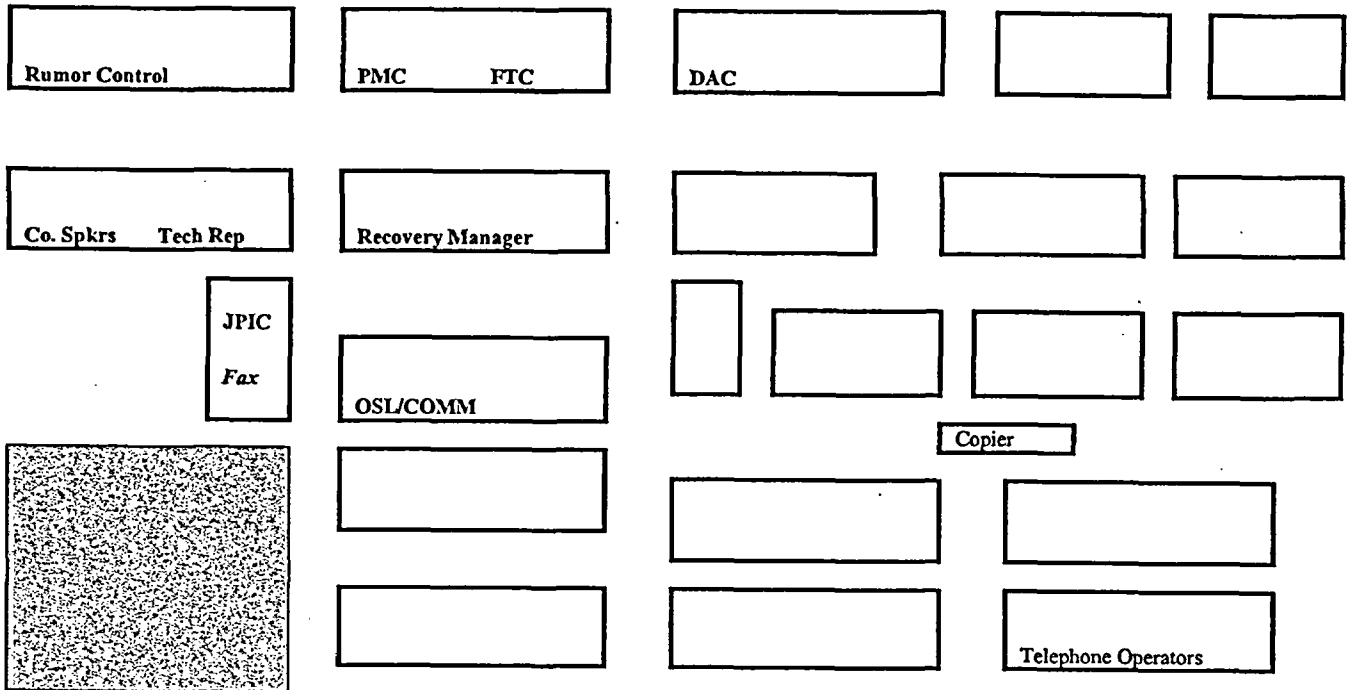 Rumor Control
PMC FTC
DAC
Co. Spkrs Tech Rep
Recovery Manager
JPIC
Fax
OSL/COMM
Copier
Telephone Operators